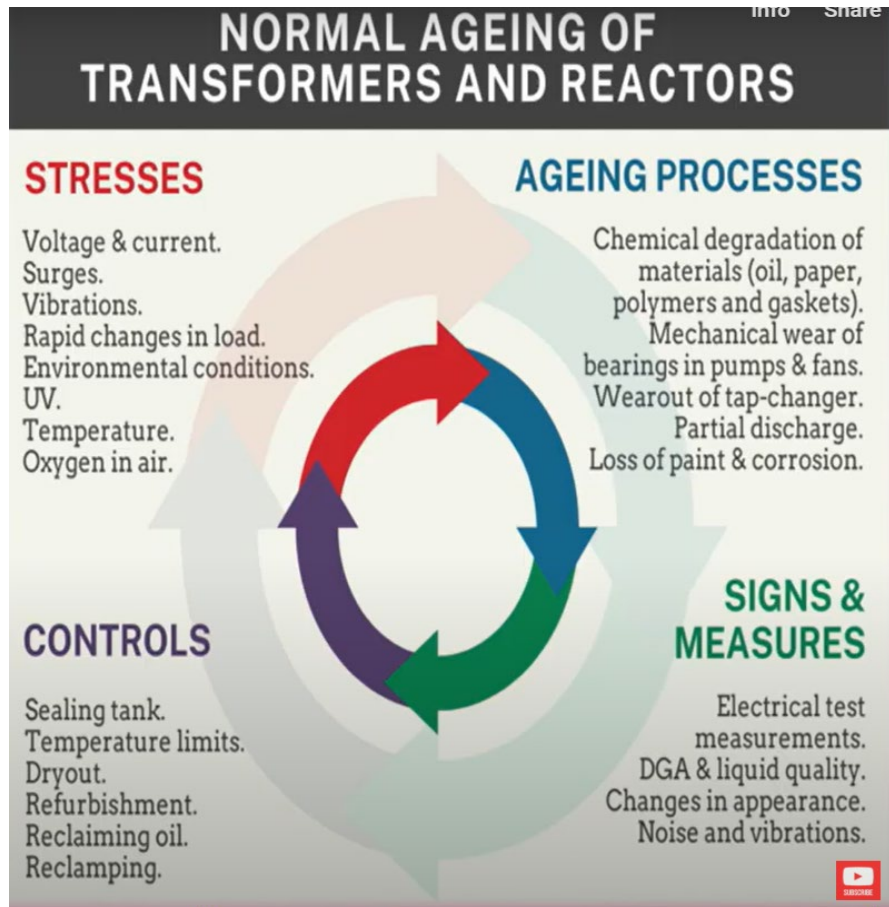 Info Share
NORMAL AGEING OF
TRANSFORMERS AND REACTORS
STRESSES
Voltage & current.
Surges.
Vibrations.
Rapid changes in load.
Environmental conditions.
UV.
Temperature.
Oxygen in air.
AGEING PROCESSES
Chemical degradation of
materials (oil, paper,
polymers and gaskets).
Mechanical wear of
bearings in pumps & fans.
Wearout of tap-changer.
Partial discharge.
Loss of paint & corrosion.
CONTROLS
Sealing tank.
Temperature limits.
Dryout.
Refurbishment.
Reclaiming oil.
Reclamping.
SIGNS &
MEASURES
Electrical test
measurements.
DGA & liquid quality.
Changes in appearance.
Noise and vibrations.
SUBSCRIBE